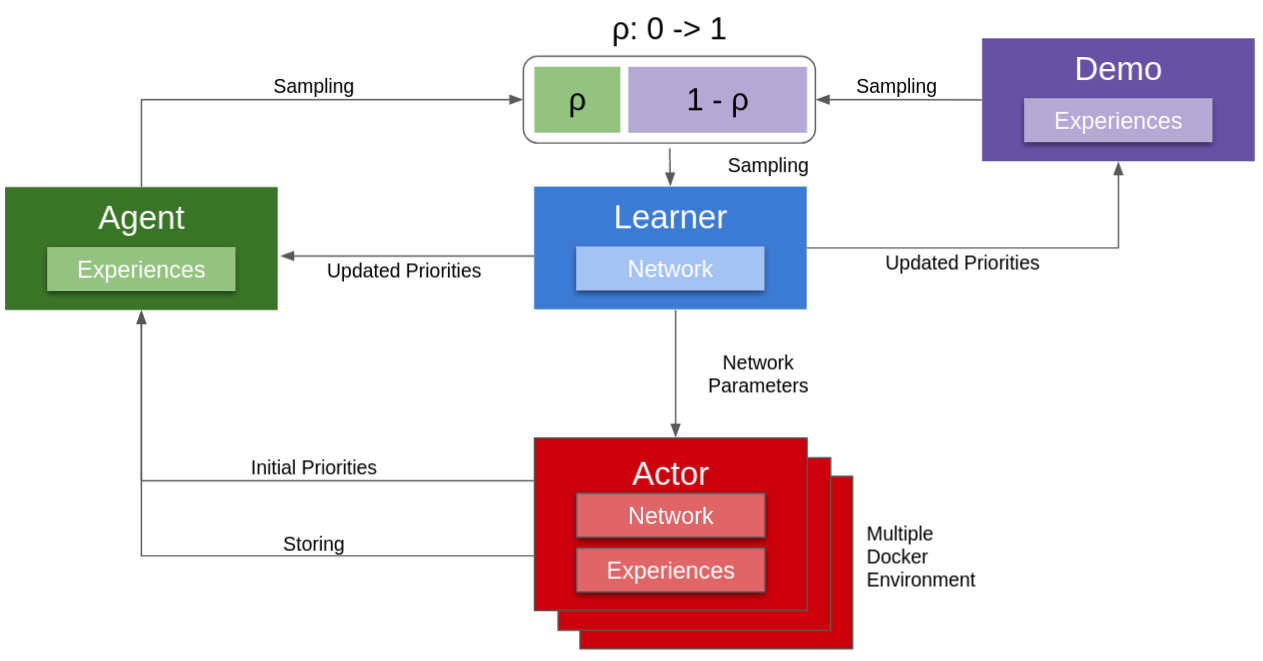 ρ: 0 -> 1
Sampling
ρ
1 - ρ
Sampling
Demo
Experiences
Sampling
Agent
Experiences
Learner
Network
Updated Priorities
Updated Priorities
Network
Parameters
Initial Priorities
Storing
Actor
Network
Experiences
Multiple
Docker
Environment